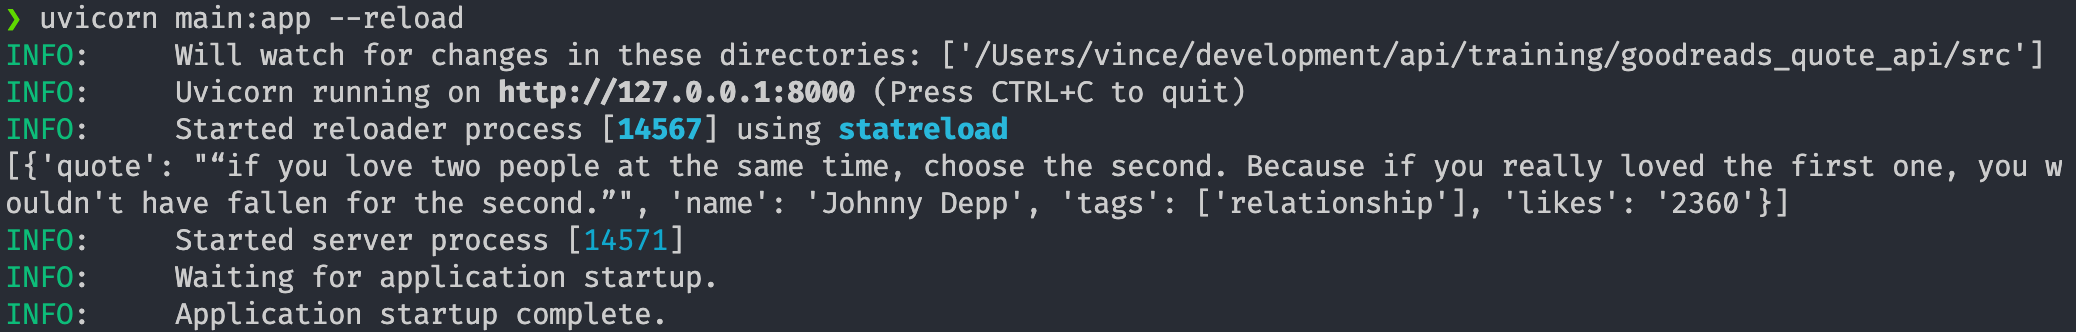 ❯ uvicorn main:app --reload
INFO:     Will watch for changes in these directories: ['/Users/vince/development/api/training/goodreads_quote_api/src']
INFO:     Uvicorn running on http://127.0.0.1:8000 (Press CTRL+C to quit)
INFO:     Started reloader process [14567] using statreload
[{'quote': "“if you love two people at the same time, choose the second. Because if you really loved the first one, you w
ouldn't have fallen for the second.”", 'name': 'Johnny Depp', 'tags': ['relationship'], 'likes': '2360'}]
INFO:     Started server process [14571]
INFO:     Waiting for application startup.
INFO:     Application startup complete.